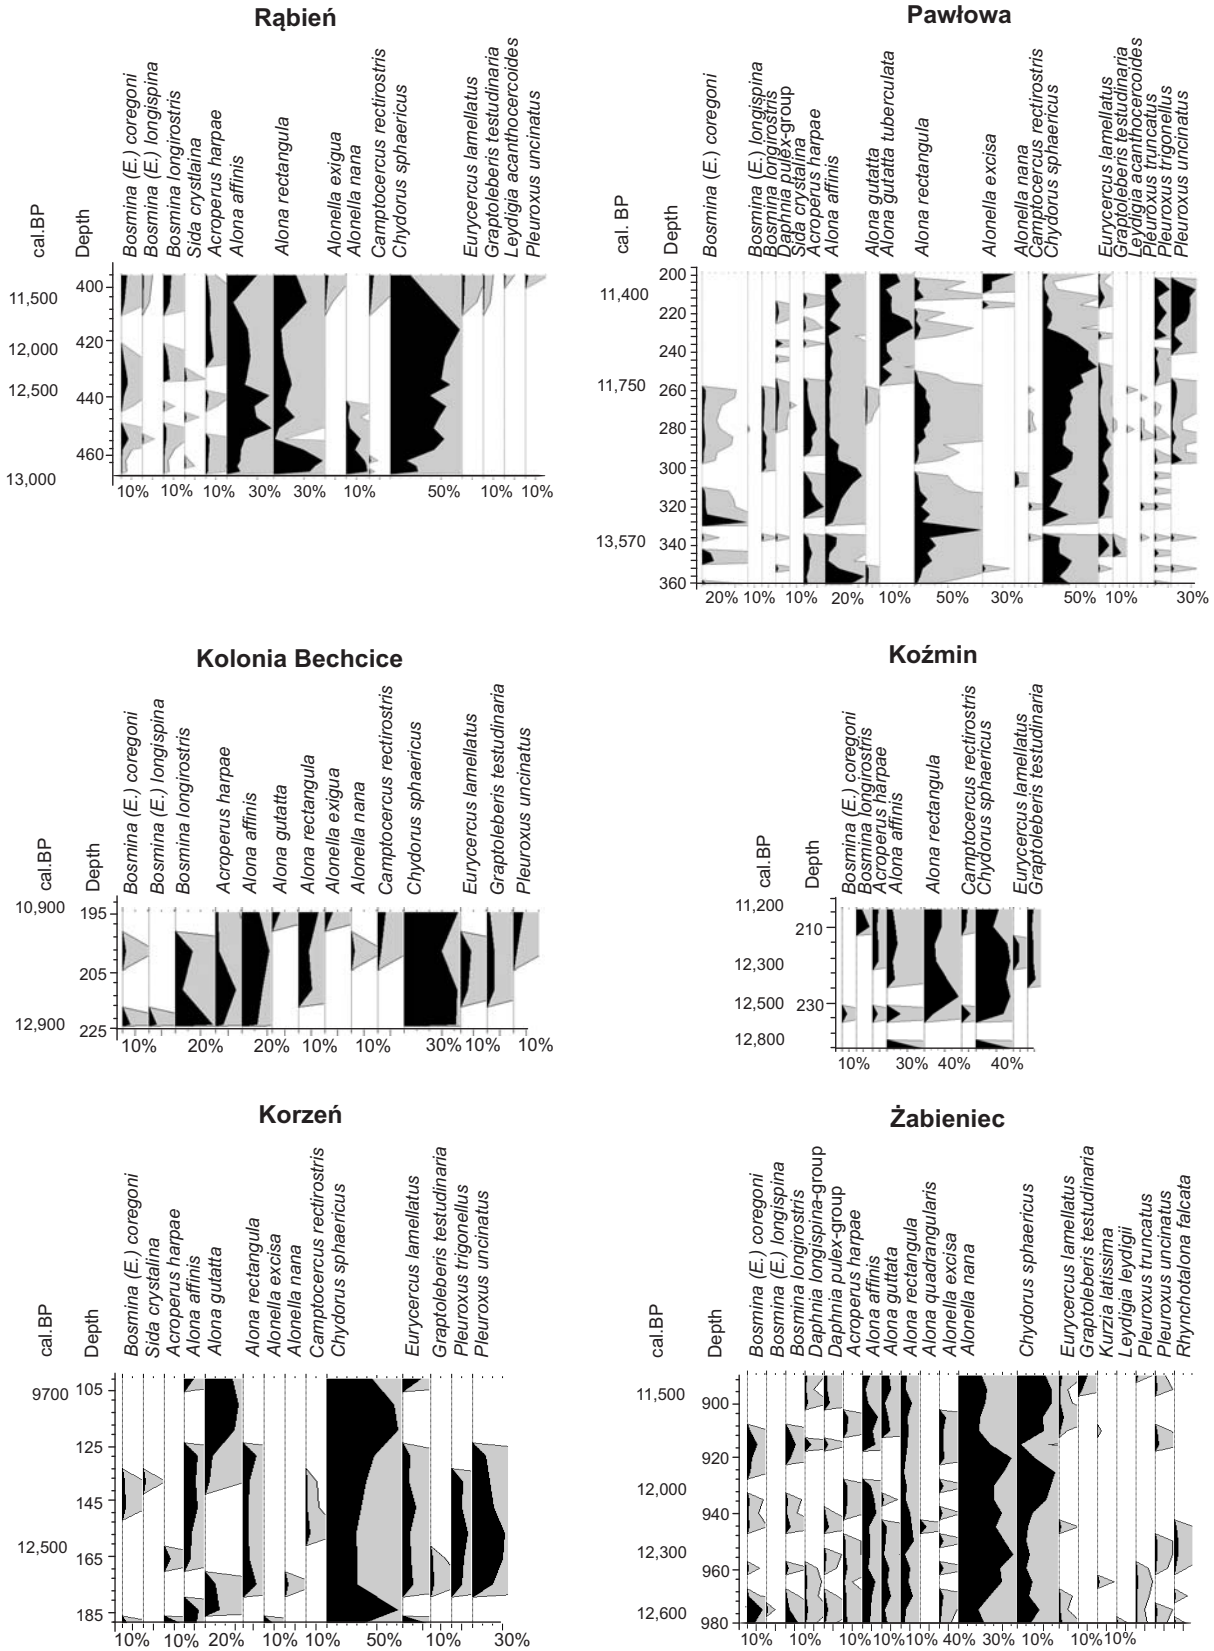 Rąbień
cal.BP
Depth
Bosmina (E.) coregoni
Bosmina (E.) longispina
Bosmina longirostris
Sida crystlaina
Acroperus harpae
Alona affinis
Alona rectangula
Alonella exigua
Alonella nana
Camptocercus rectirostris
Chydorus sphaericus
Eurycercus lamellatus
Graptoleberis testudinaria
Leydigia acanthocercoides
Pleuroxus uncinatus
11,500
12,000
12,500
13,000
400
420
440
460
10% 10% 10% 30% 30% 10% 50% 10% 10%
Pawłowa
cal. BP
Depth
Bosmina (E.) coregoni
Bosmina (E.) longispina
Bosmina longirostris
Daphnia pulex-group
Sida crystalina
Acroperus harpae
Alona affinis
Alona gutatta
Alona gutatta tuberculata
Alona rectangula
Alonella excisa
Alonella nana
Camptocercus rectirostris
Chydorus sphaericus
Eurycercus lamellatus
Graptoleberis testudinaria
Leydigia acanthocercoides
Pleuroxus truncatus
Pleuroxus trigonellus
Pleuroxus uncinatus
11,400
11,750
13,570
200
220
240
260
280
300
320
340
360
20% 10% 10% 20% 10% 50% 30% 50% 10% 30%
Kolonia Bechcice
cal.BP
Depth
Bosmina (E.) coregoni
Bosmina (E.) longispina
Bosmina longirostris
Acroperus harpae
Alona affinis
Alona gutatta
Alona rectangula
Alonella exigua
Alonella nana
Camptocercus rectirostris
Chydorus sphaericus
Eurycercus lamellatus
Graptoleberis testudinaria
Pleuroxus uncinatus
10,900
12,900
195
205
225
10% 20% 20% 10% 10% 30% 10% 10%
Koźmin
cal.BP
Depth
Bosmina (E.) coregoni
Bosmina longirostris
Acroperus harpae
Alona affinis
Alona rectangula
Camptocercus rectirostris
Chydorus sphaericus
Eurycercus lamellatus
Graptoleberis testudinaria
11,200
12,300
12,500
12,800
210
230
10% 30% 40% 40%
Korzeń
cal.BP
Depth
Bosmina (E.) coregoni
Sida crystalina
Acroperus harpae
Alona affinis
Alona gutatta
Alona rectangula
Alonella excisa
Alonella nana
Camptocercus rectirostris
Chydorus sphaericus
Eurycercus lamellatus
Graptoleberis testudinaria
Pleuroxus trigonellus
Pleuroxus uncinatus
9700
12,500
105
125
145
165
185
10% 10% 20% 10% 10% 50% 10% 10% 30%
Żabieniec
cal.BP
Depth
Bosmina (E.) coregoni
Bosmina (E.) longispina
Bosmina longirostris
Daphnia longispina-group
Daphnia pulex-group
Acroperus harpae
Alona affinis
Alona guttata
Alona rectangula
Alona quadrangularis
Alonella excisa
Alonella nana
Chydorus sphaericus
Eurycercus lamellatus
Graptoleberis testudinaria
Kurzia latissima
Leydigia leydigii
Pleuroxus truncatus
Pleuroxus uncinatus
Rhynchotalona falcata
11,500
12,000
12,300
12,600
900
920
940
960
980
10% 10% 10% 10% 10% 10% 30% 10% 10% 10%